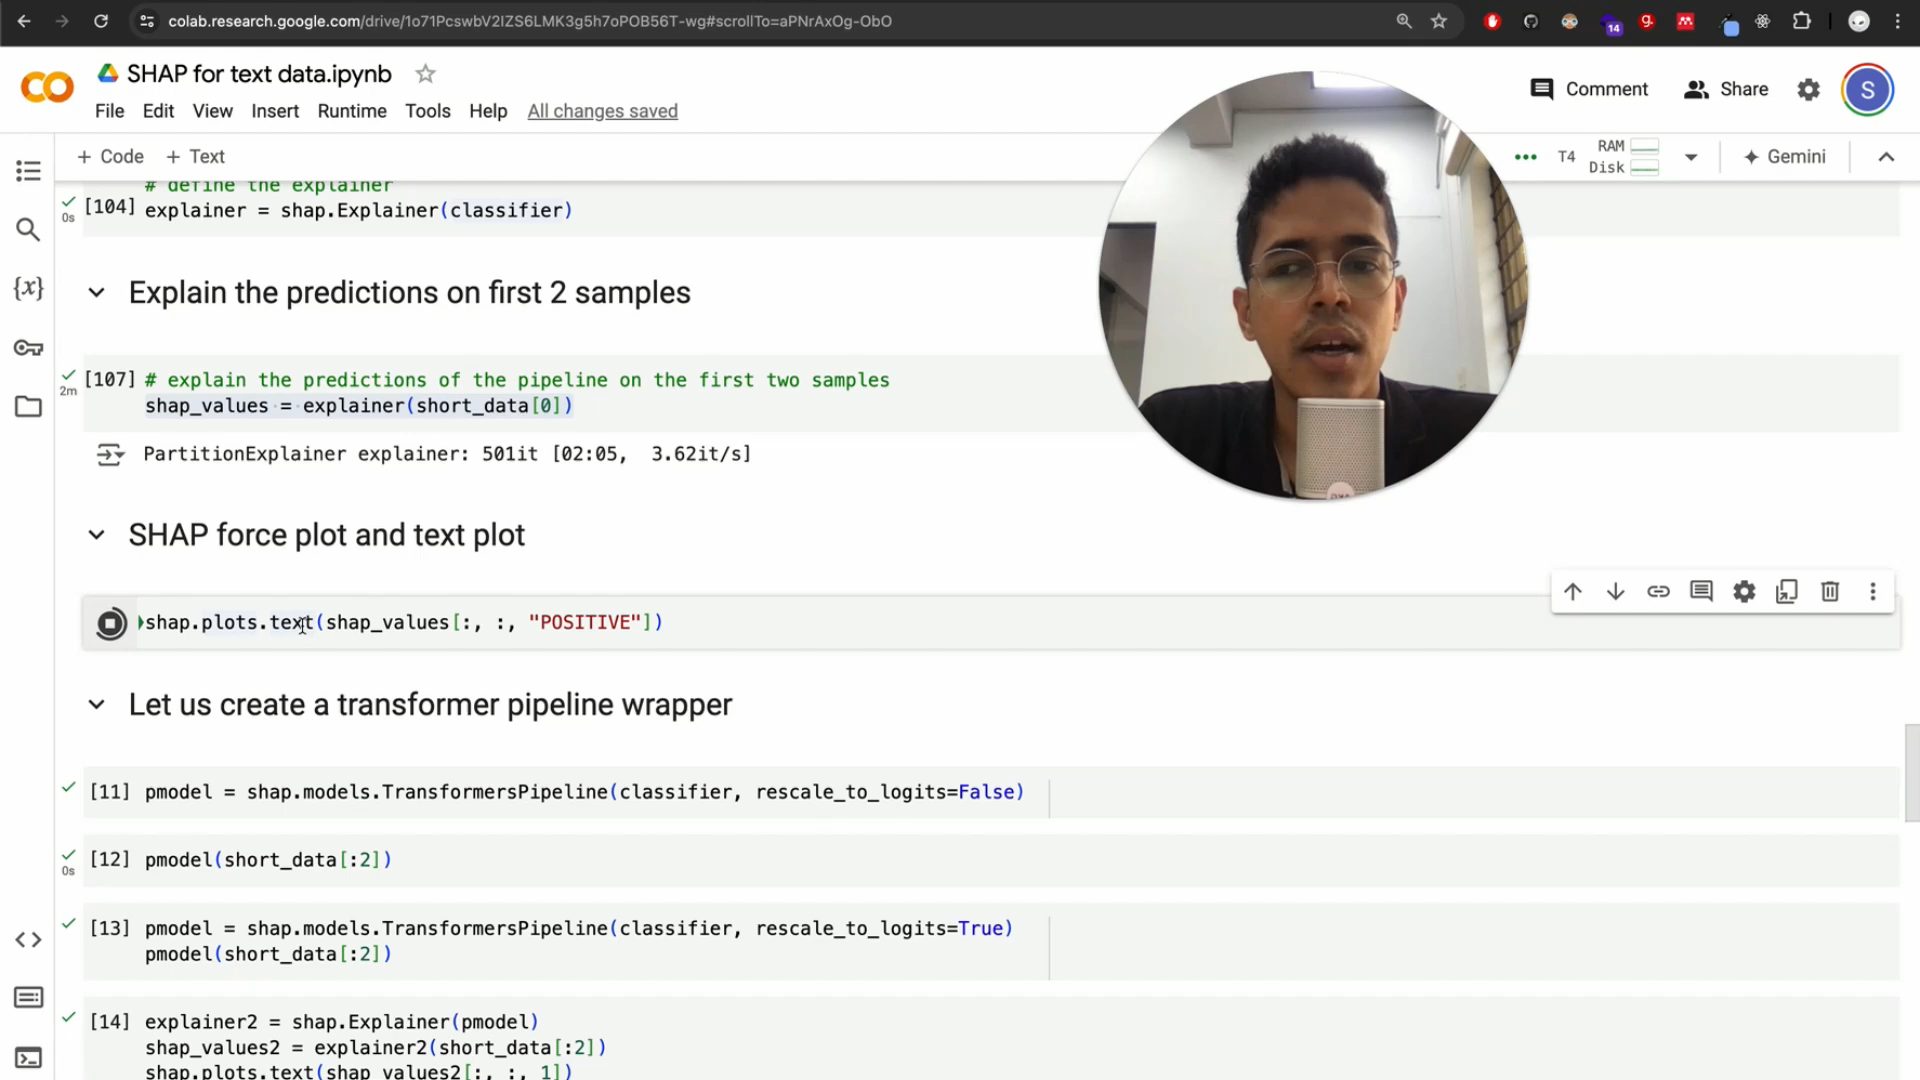 colab.research.google.com/drive/1o71PcswbV2IZS6LMK3g5h7oPOB56T-wg#scrollTo=aPNrAxOg-ObO
14
SHAP for text data.ipynb
Comment
Share
S
File Edit View Insert Runtime Tools Help All changes saved
+ Code + Text
T4
RAM
Disk
Gemini
# define the explainer
[104] explainer = shap.Explainer(classifier)
0s
Explain the predictions on first 2 samples
[107] # explain the predictions of the pipeline on the first two samples
2m
shap_values = explainer(short_data[0])
PartitionExplainer explainer: 501it [02:05, 3.62it/s]
SHAP force plot and text plot
shap.plots.text(shap_values[:, :, "POSITIVE"])
Let us create a transformer pipeline wrapper
[11] pmodel = shap.models.TransformersPipeline(classifier, rescale_to_logits=False)
[12] pmodel(short_data[:2])
0s
[13] pmodel = shap.models.TransformersPipeline(classifier, rescale_to_logits=True)
pmodel(short_data[:2])
[14] explainer2 = shap.Explainer(pmodel)
shap_values2 = explainer2(short_data[:2])
shap.plots.text(shap_values2[:, :, 1])